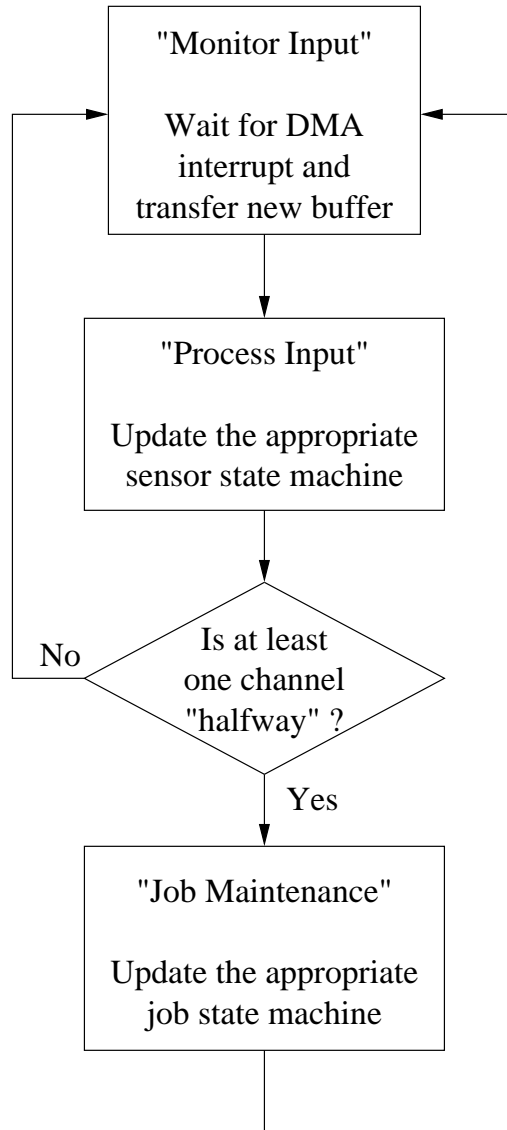 "Monitor Input"
Wait for DMA
interrupt and
transfer new buffer
"Process Input"
Update the appropriate
sensor state machine
Is at least
one channel
"halfway" ?
No
Yes
"Job Maintenance"
Update the appropriate
job state machine